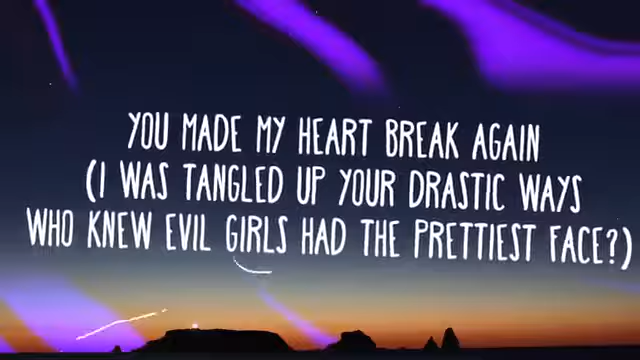 YOU MADE MY HEART BREAK AGAIN
(I WAS TANGLED UP YOUR DRASTIC WAYS
WHO KNEW EVIL GIRLS HAD THE PRETTIEST FACE?)